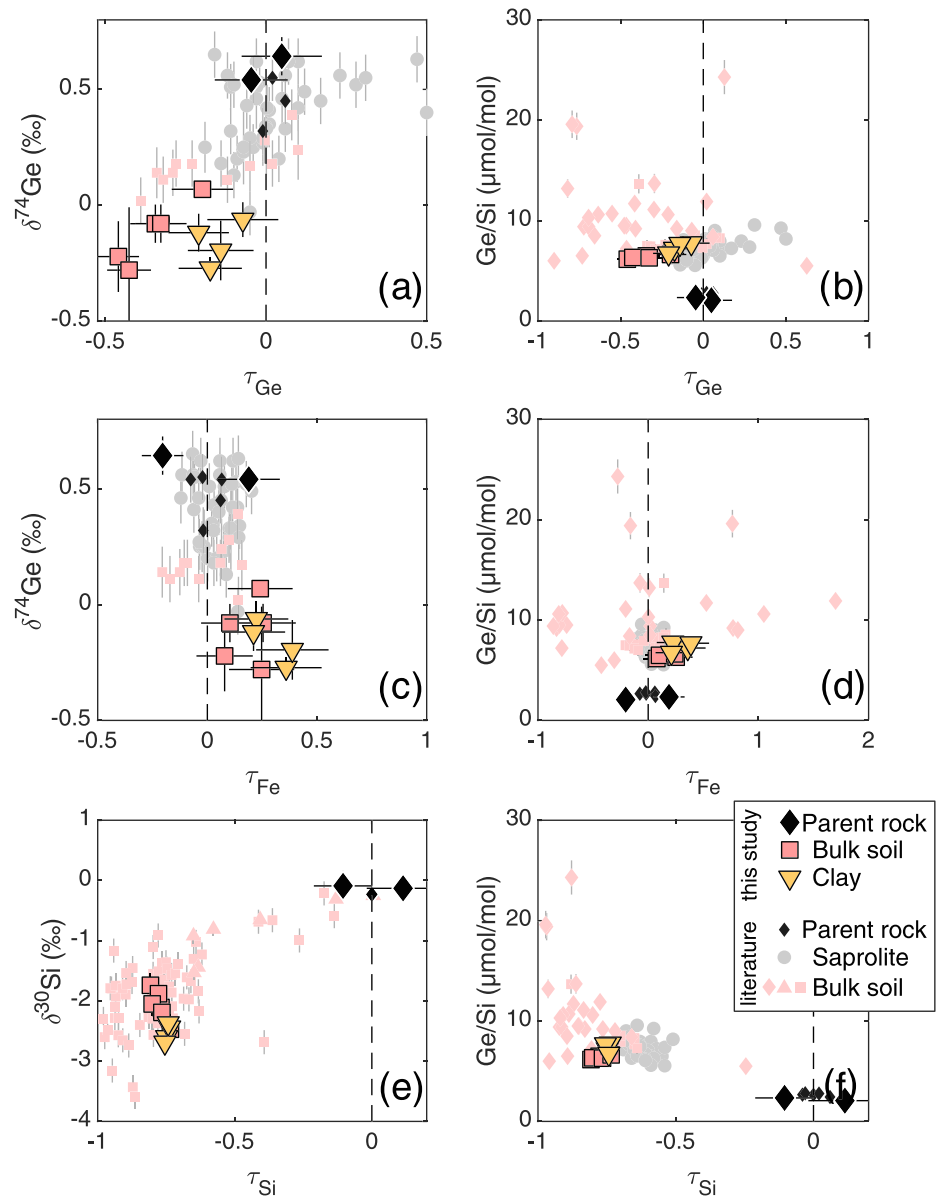 0.5
0
-0.5
δ⁷⁴Ge (‰)
-0.5 0 0.5
τGe
(a)
30
20
10
0
Ge/Si (μmol/mol)
-1 -0.5 0 0.5 1
τGe
(b)
0.5
0
-0.5
δ⁷⁴Ge (‰)
-0.5 0 0.5 1
τFe
(c)
30
20
10
0
Ge/Si (μmol/mol)
-1 0 1 2
τFe
(d)
1
0
-1
-2
-3
-4
δ³⁰Si (‰)
-1 -0.5 0
τSi
(e)
30
20
10
0
Ge/Si (μmol/mol)
-1 -0.5 0
τSi
(f)
this study
Parent rock
Bulk soil
Clay
literature
Parent rock
Saprolite
Bulk soil